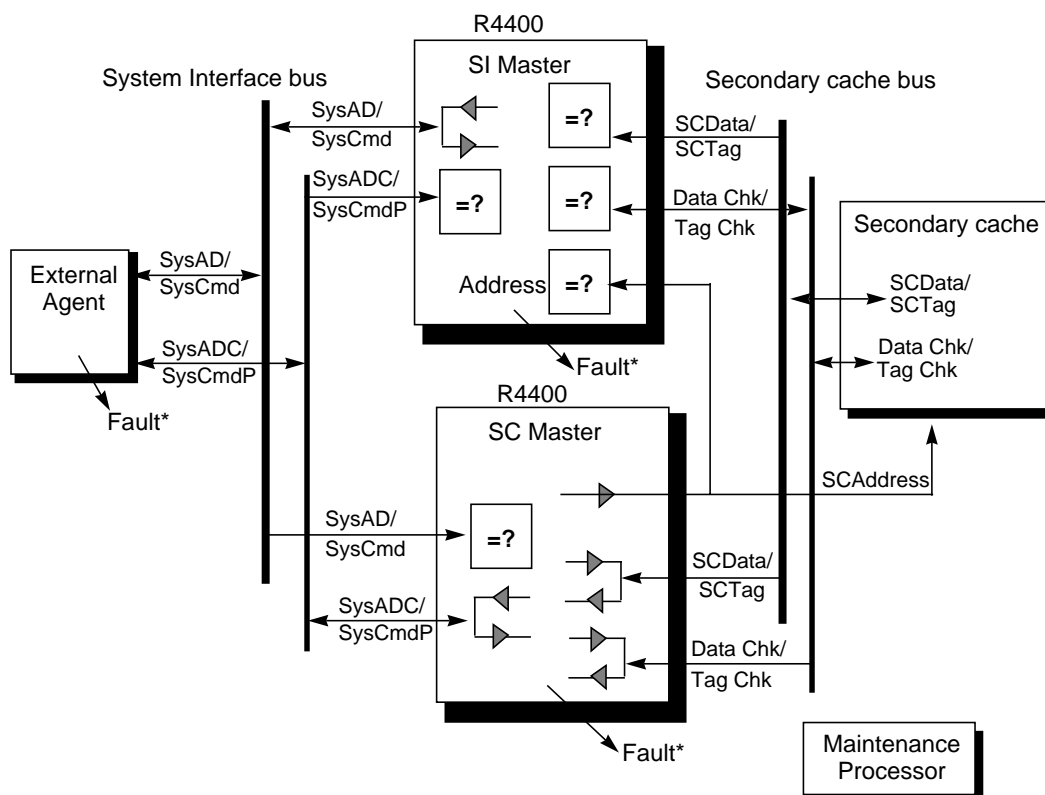 R4400
SI Master
System Interface bus
Secondary cache bus
SysAD/
SysCmd
=?
SCData/
SCTag
SysADC/
SysCmdP
=?
=?
Data Chk/
Tag Chk
Secondary cache
External
Agent
SysAD/
SysCmd
Address
=?
SCData/
SCTag
SysADC/
SysCmdP
Data Chk/
Tag Chk
Fault*
Fault*
R4400
SC Master
SCAddress
SysAD/
SysCmd
=?
SCData/
SCTag
SysADC/
SysCmdP
Data Chk/
Tag Chk
Fault*
Maintenance
Processor